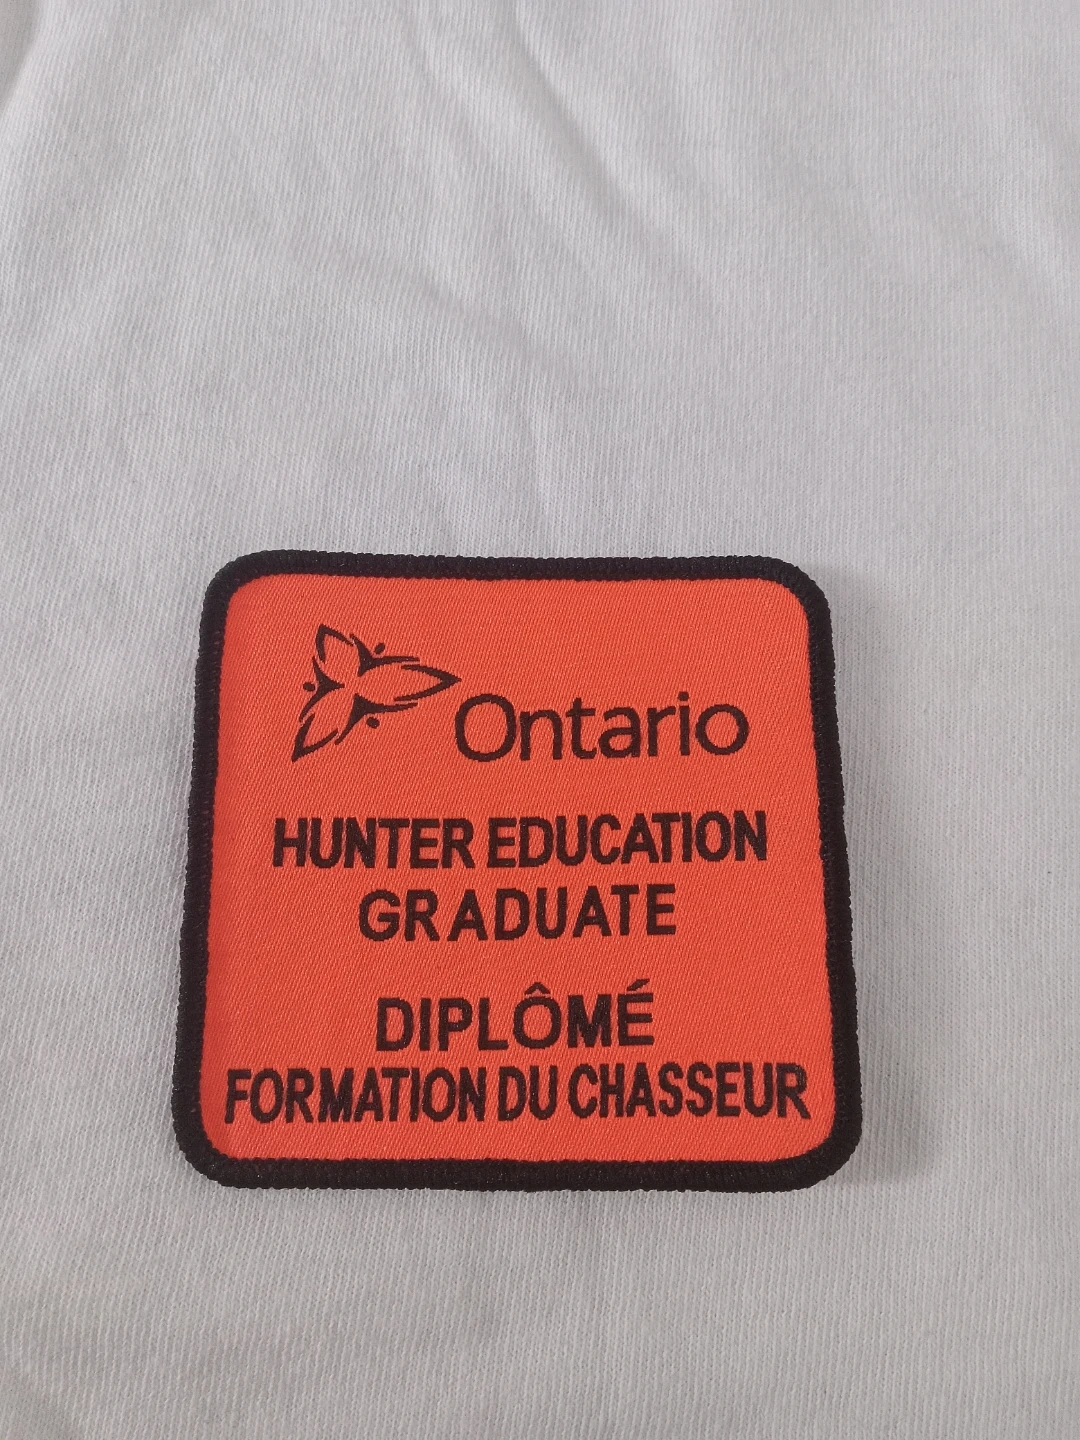 Ontario
HUNTER EDUCATION
GRADUATE
DIPLÔMÉ
FORMATION DU CHASSEUR